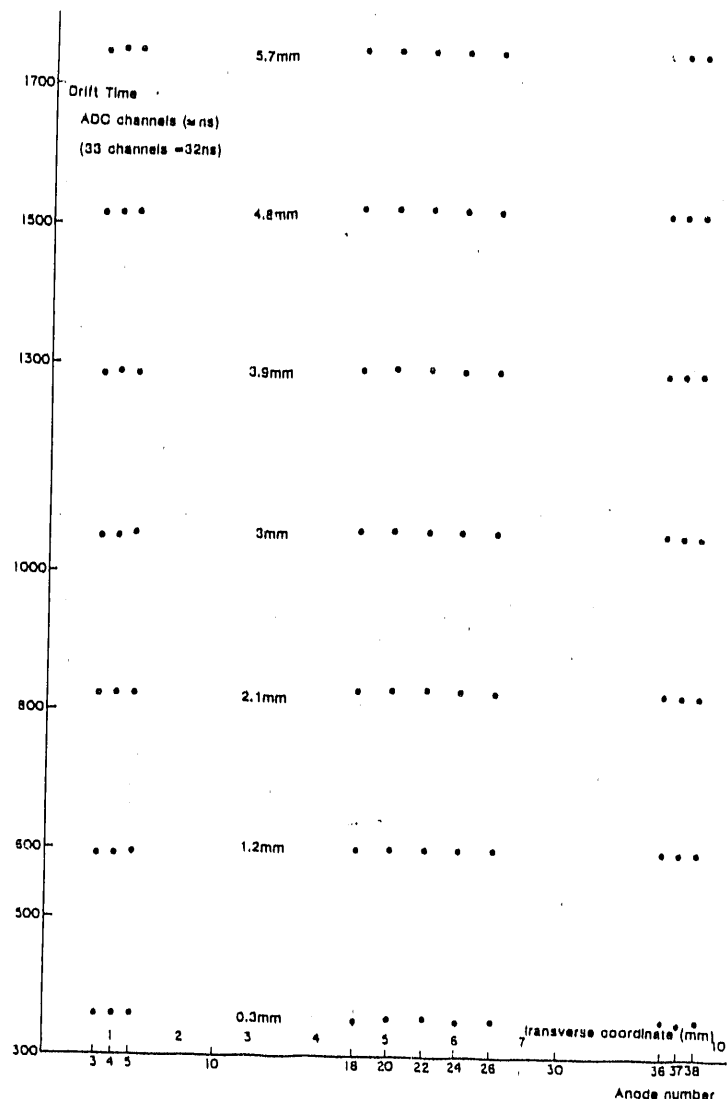 5.7mm
1700
Drift Time
ADC channels (≈ns)
(33 channels =32ns)
1500
4.8mm
1300
3.9mm
3mm
1000
2.1mm
800
600
1.2mm
500
0.3mm
Transverse coordinate (mm)
1 2 3 4 5 6 7 10
300
3 4 5 10 18 20 22 24 26 30 36 37 38
Anode number